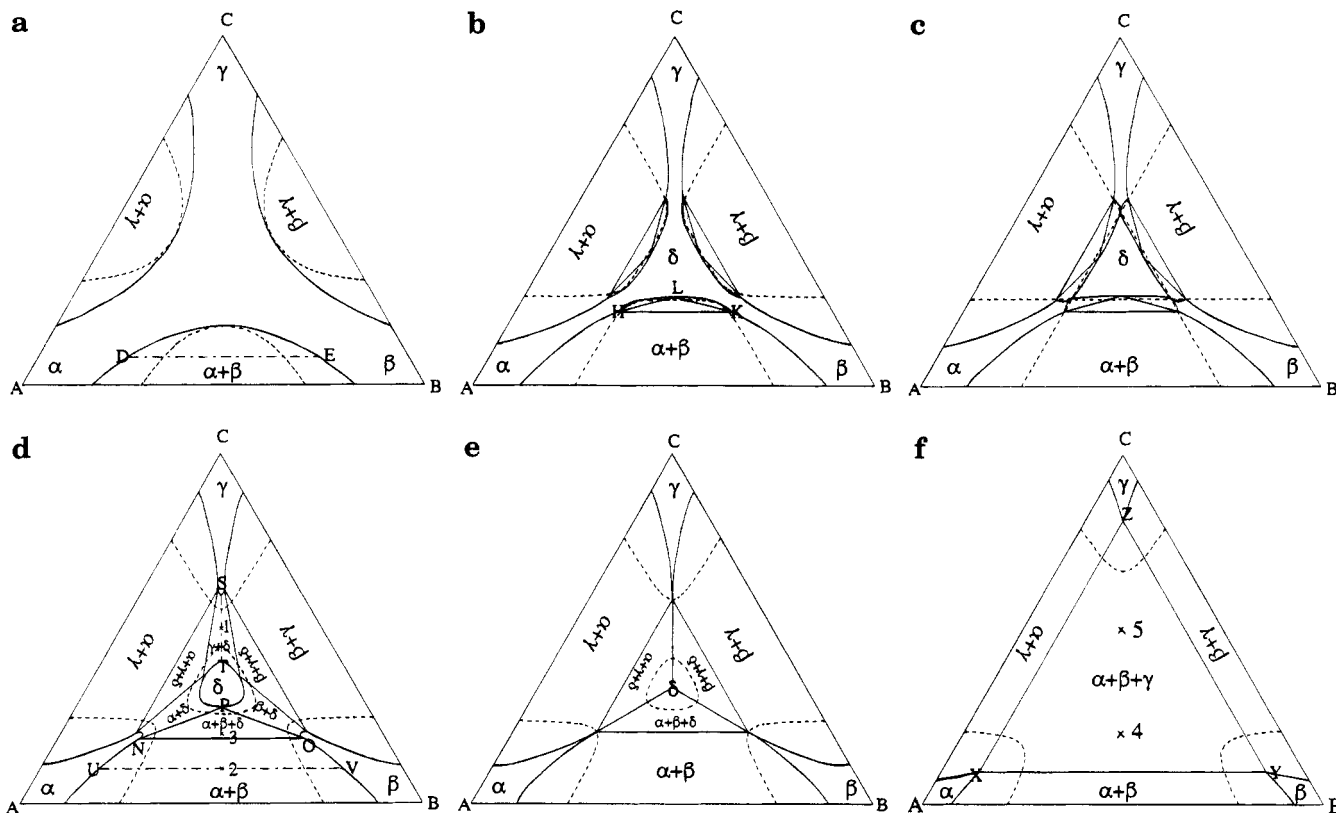 a
b
c
C
C
C
γ
γ
γ
α+γ
β+γ
α+γ
β+γ
α+γ
β+γ
δ
δ
L
H
K
D
E
α
α+β
β
α
α+β
β
α
α+β
β
A
B
A
B
A
B
d
e
f
C
C
C
γ
γ
γ
Z
S
1
5
α+γ
γ+δ
β+γ
α+γ
β+γ
α+γ
β+γ
α+γ+δ
β+γ+δ
α+γ+δ
β+γ+δ
T
δ
δ
α+β+γ
P
α+δ
β+δ
α+β+δ
α+β+δ
N
3
O
4
U
2
V
X
Y
α
α+β
β
α
α+β
β
α
α+β
β
A
B
A
B
A
B